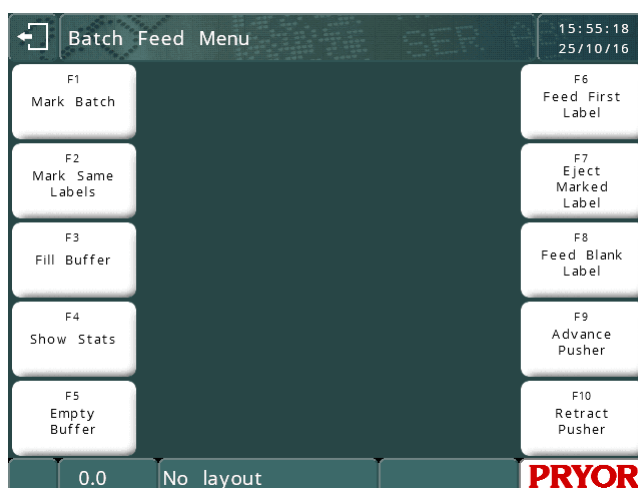 Batch Feed Menu
15:55:18
25/10/16
F1
Mark Batch
F2
Mark Same
Labels
F3
Fill Buffer
F4
Show Stats
F5
Empty
Buffer
F6
Feed First
Label
F7
Eject
Marked
Label
F8
Feed Blank
Label
F9
Advance
Pusher
F10
Retract
Pusher
0.0
No layout
PRYOR